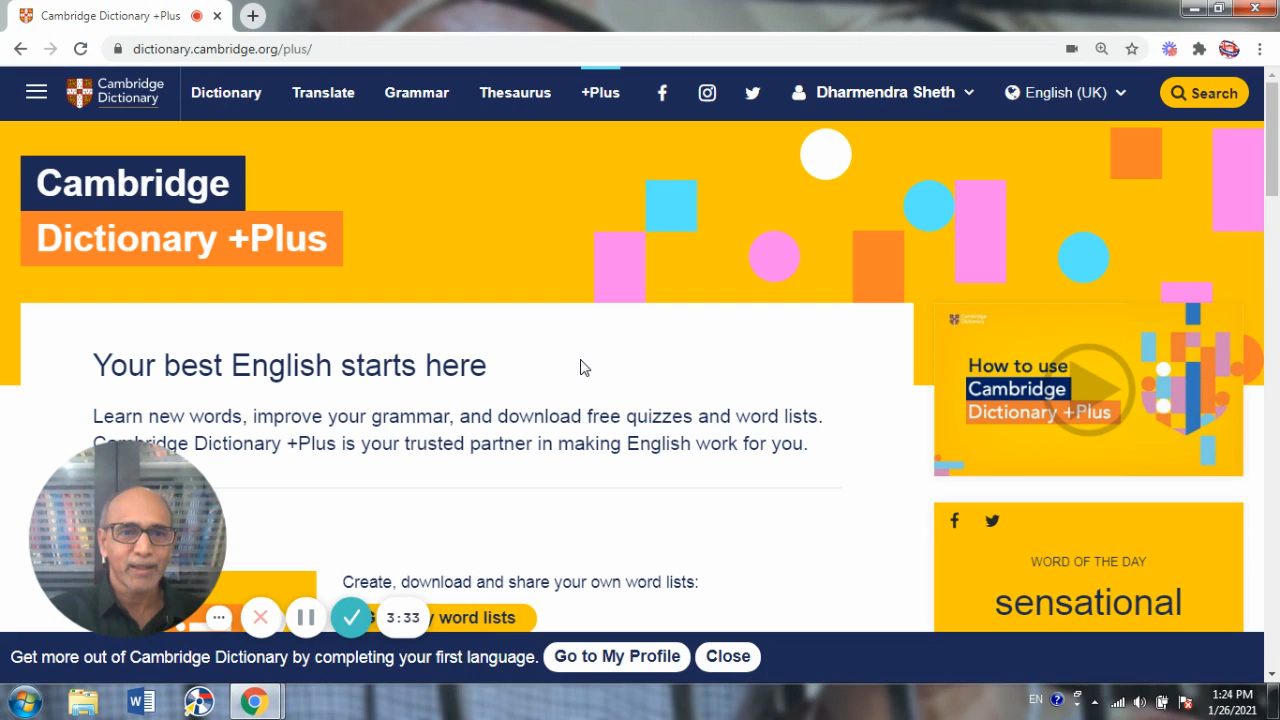 Cambridge Dictionary +Plus
dictionary.cambridge.org/plus/
Cambridge
Dictionary
Dictionary
Translate
Grammar
Thesaurus
+Plus
Dharmendra Sheth
English (UK)
Search
Cambridge
Dictionary +Plus
Your best English starts here
Learn new words, improve your grammar, and download free quizzes and word lists.
Cambridge Dictionary +Plus is your trusted partner in making English work for you.
Cambridge
Dictionary
How to use
Cambridge
Dictionary +Plus
WORD OF THE DAY
sensational
Create, download and share your own word lists:
word lists
3:33
Get more out of Cambridge Dictionary by completing your first language.
Go to My Profile
Close
EN
1:24 PM
1/26/2021